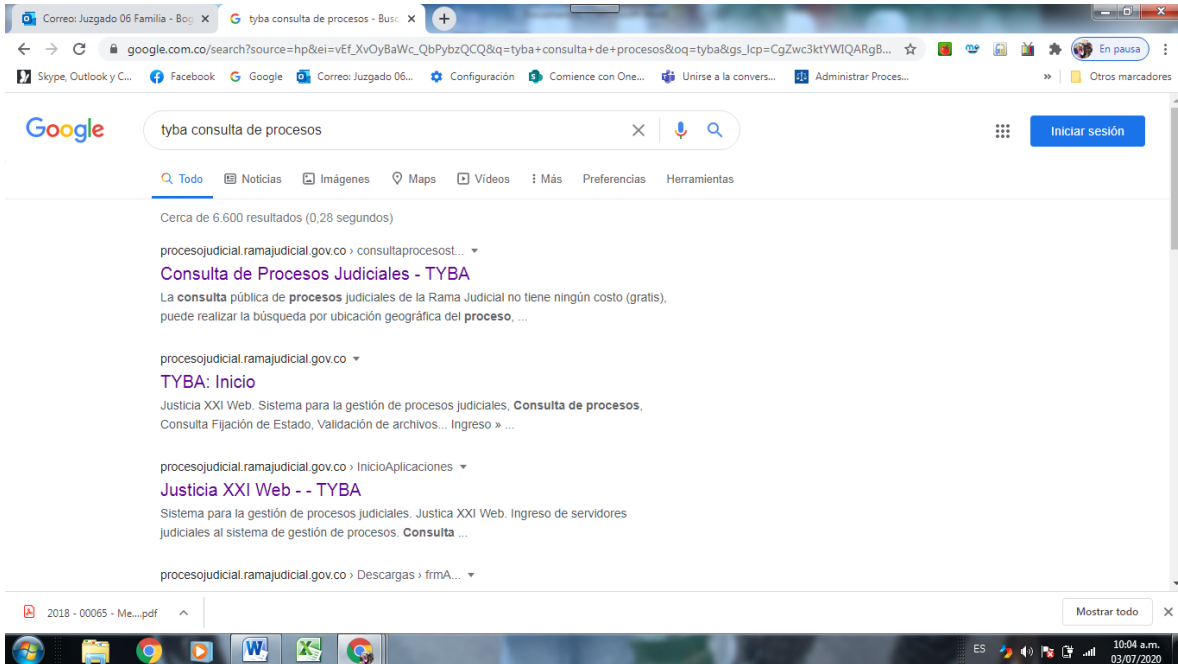 Correo: Juzgado 06 Familia - Bog
tyba consulta de procesos - Busc
google.com.co/search?source=hp&ei=vEf_XvOyBaWc_QbPybzQCQ&q=tyba+consulta+de+procesos&oq=tyba&gs_lcp=CgZwc3ktYWIQARgB...
En pausa
Skype, Outlook y C...
Facebook
Google
Correo: Juzgado 06...
Configuración
Comience con One...
Unirse a la convers...
Administrar Proces...
»
Otros marcadores
Google
tyba consulta de procesos
Iniciar sesión
Todo
Noticias
Imágenes
Maps
Vídeos
Más
Preferencias
Herramientas
Cerca de 6.600 resultados (0,28 segundos)
procesojudicial.ramajudicial.gov.co › consultaprocesost...
Consulta de Procesos Judiciales - TYBA
La consulta pública de procesos judiciales de la Rama Judicial no tiene ningún costo (gratis),
puede realizar la búsqueda por ubicación geográfica del proceso, ...
procesojudicial.ramajudicial.gov.co
TYBA: Inicio
Justicia XXI Web. Sistema para la gestión de procesos judiciales, Consulta de procesos,
Consulta Fijación de Estado, Validación de archivos... Ingreso » ...
procesojudicial.ramajudicial.gov.co › InicioAplicaciones
Justicia XXI Web - - TYBA
Sistema para la gestión de procesos judiciales. Justica XXI Web. Ingreso de servidores
judiciales al sistema de gestión de procesos. Consulta ...
procesojudicial.ramajudicial.gov.co › Descargas › frmA...
2018 - 00065 - Me....pdf
Mostrar todo
ES
10:04 a.m.
03/07/2020